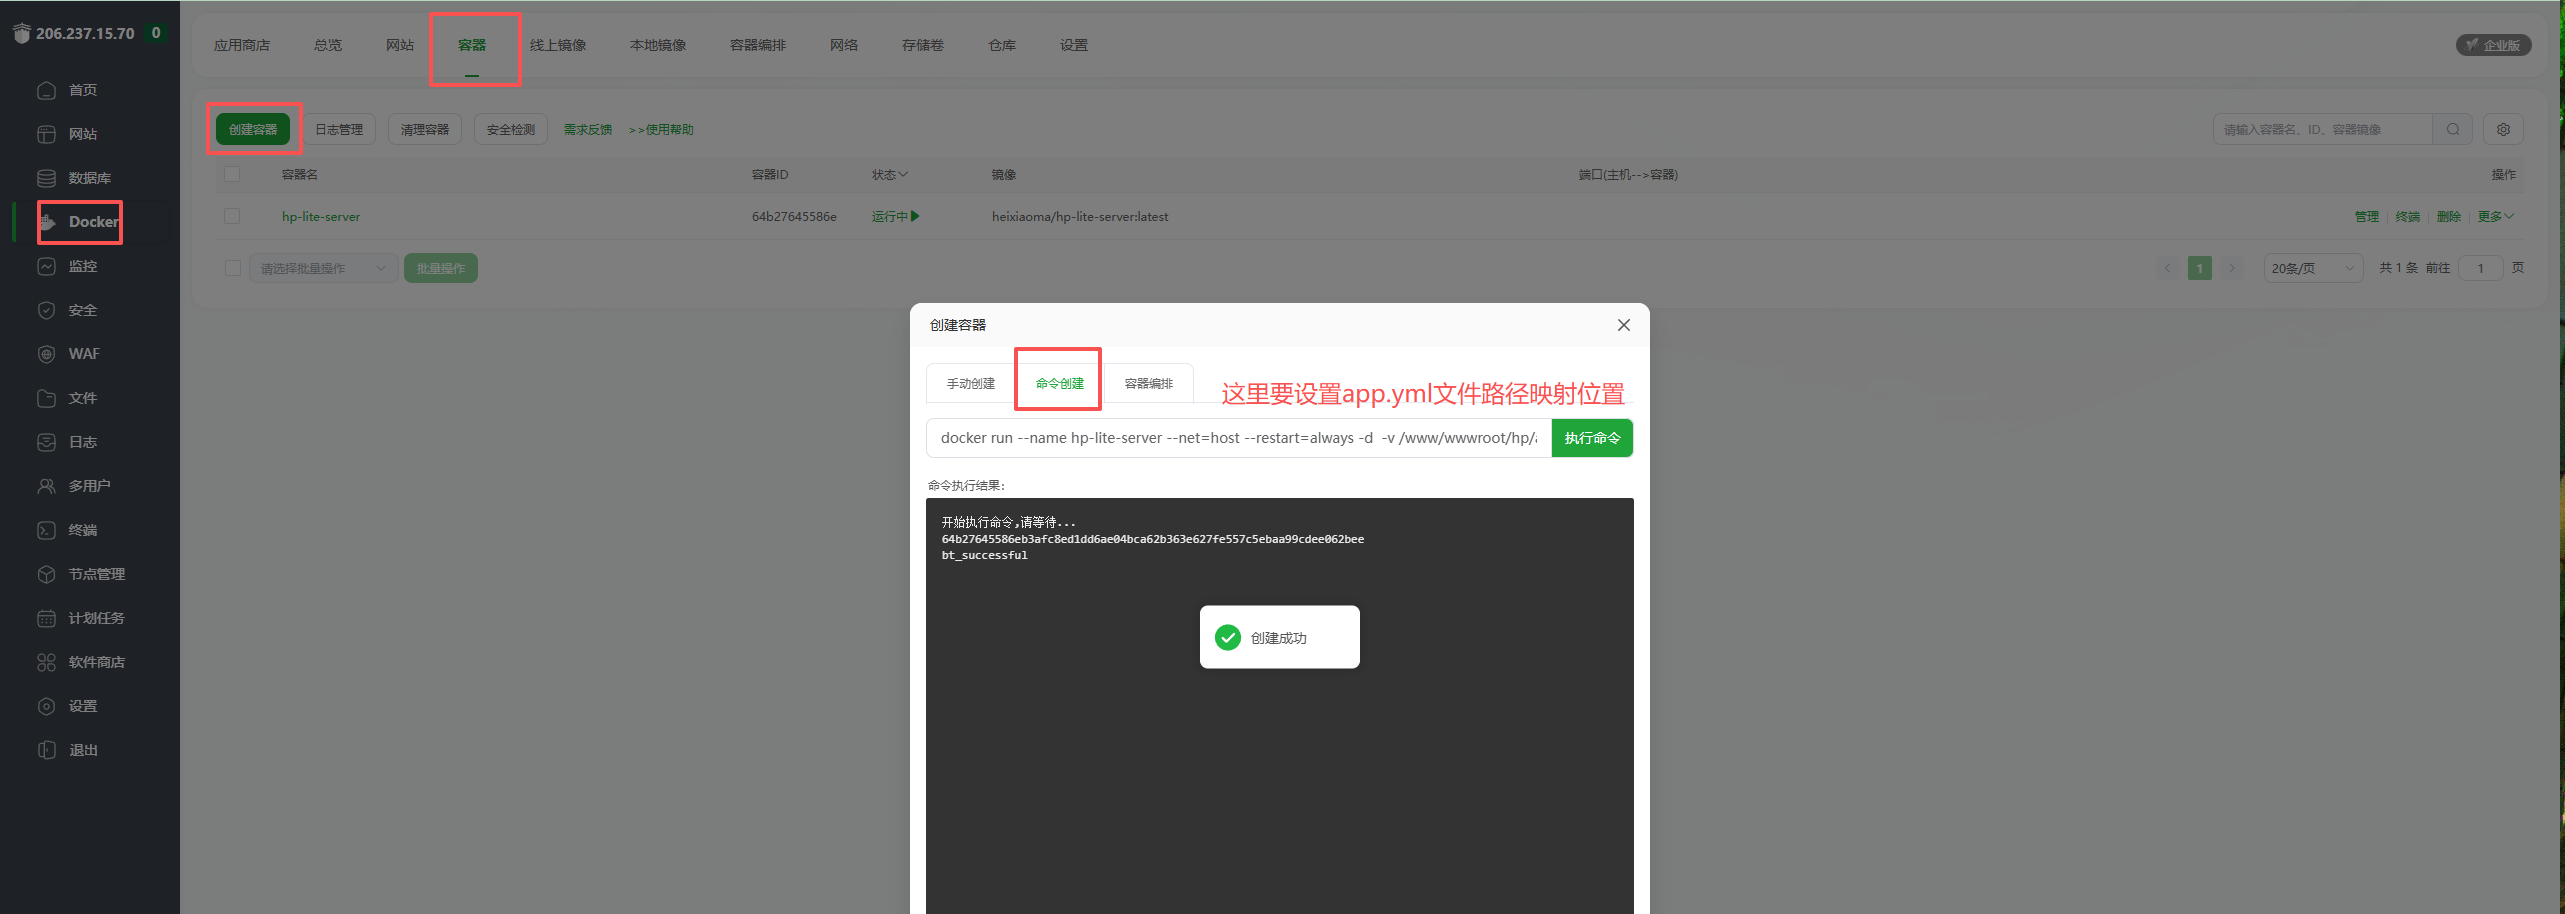 206.237.15.70 0
首页
网站
数据库
Docker
监控
安全
WAF
文件
日志
多用户
终端
节点管理
计划任务
软件商店
设置
退出
应用商店 总览 网站 容器 线上镜像 本地镜像 容器编排 网络 存储卷 仓库 设置
企业版
创建容器 日志管理 清理容器 安全检测 需求反馈 >>使用帮助
请输入容器名、ID、容器镜像
容器名 容器ID 状态 镜像 端口(主机-->容器) 操作
hp-lite-server 64b27645586e 运行中 heixiaoma/hp-lite-server:latest 管理 终端 删除 更多
请选择批量操作 批量操作 1 20条/页 共 1 条 前往 1 页
创建容器
手动创建 命令创建 容器编排
这里要设置app.yml文件路径映射位置
docker run --name hp-lite-server --net=host --restart=always -d -v /www/wwwroot/hp/
执行命令
命令执行结果:
开始执行命令,请等待...
64b27645586eb3afc8ed1dd6ae04bca62b363e627fe557c5ebaa99cdee062bee
bt_successful
创建成功